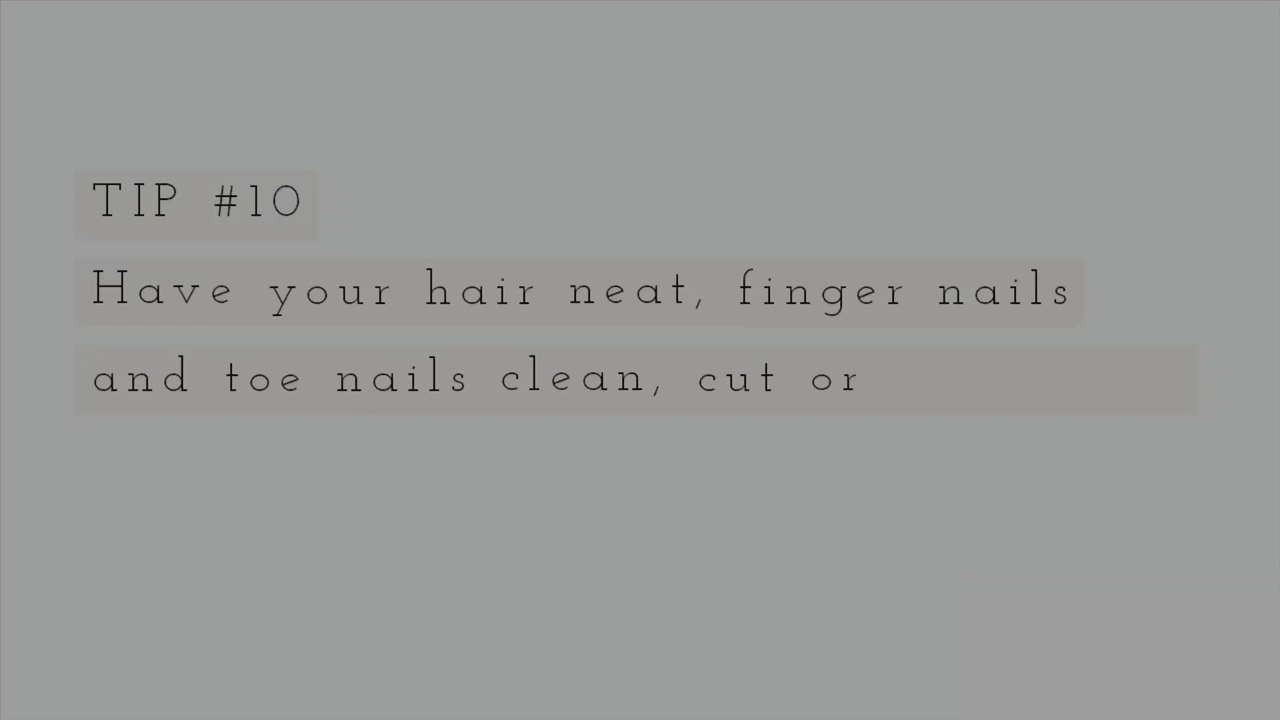 TIP #10
Have your hair neat, finger nails
and toe nails clean, cut or